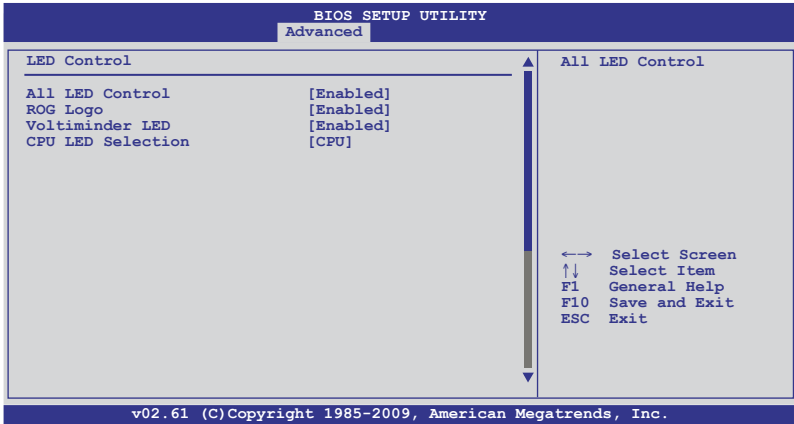 BIOS SETUP UTILITY
Advanced
LED Control
All LED Control [Enabled]
ROG Logo [Enabled]
Voltiminder LED [Enabled]
CPU LED Selection [CPU]
All LED Control
←→ Select Screen
↑↓ Select Item
F1 General Help
F10 Save and Exit
ESC Exit
v02.61 (C)Copyright 1985-2009, American Megatrends, Inc.